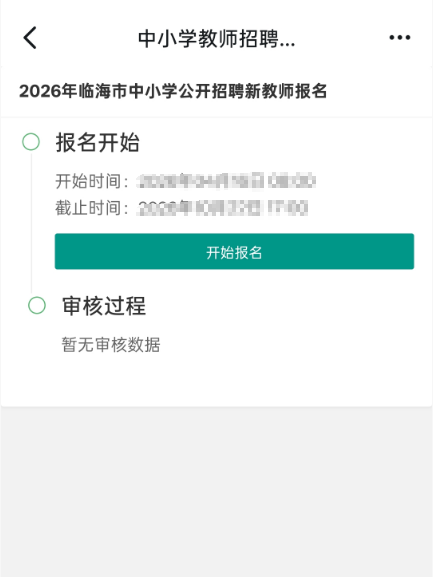 中小学教师招聘...
2026年临海市中小学公开招聘新教师报名
报名开始
开始时间：
截止时间：
开始报名
审核过程
暂无审核数据